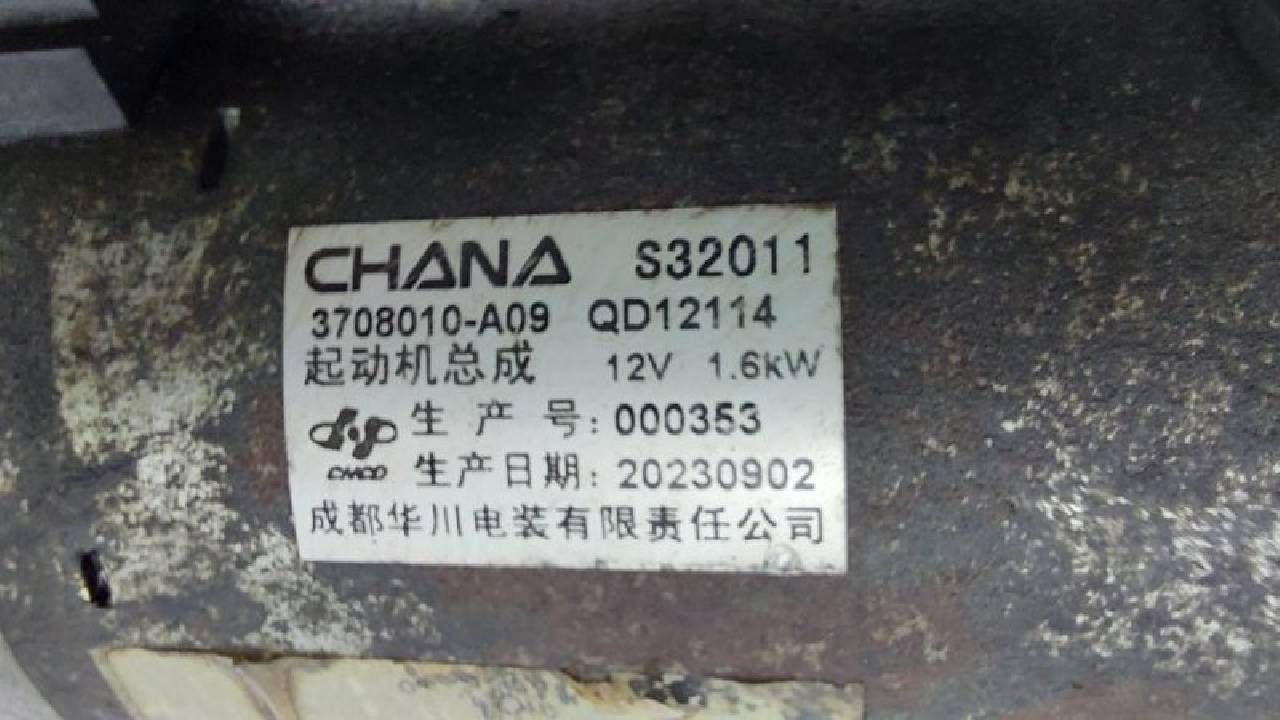 CHANA S32011
3708010-A09 QD12114
起动机总成 12V 1.6kW
生产号: 000353
CMCD
生产日期: 20230902
成都华川电装有限责任公司